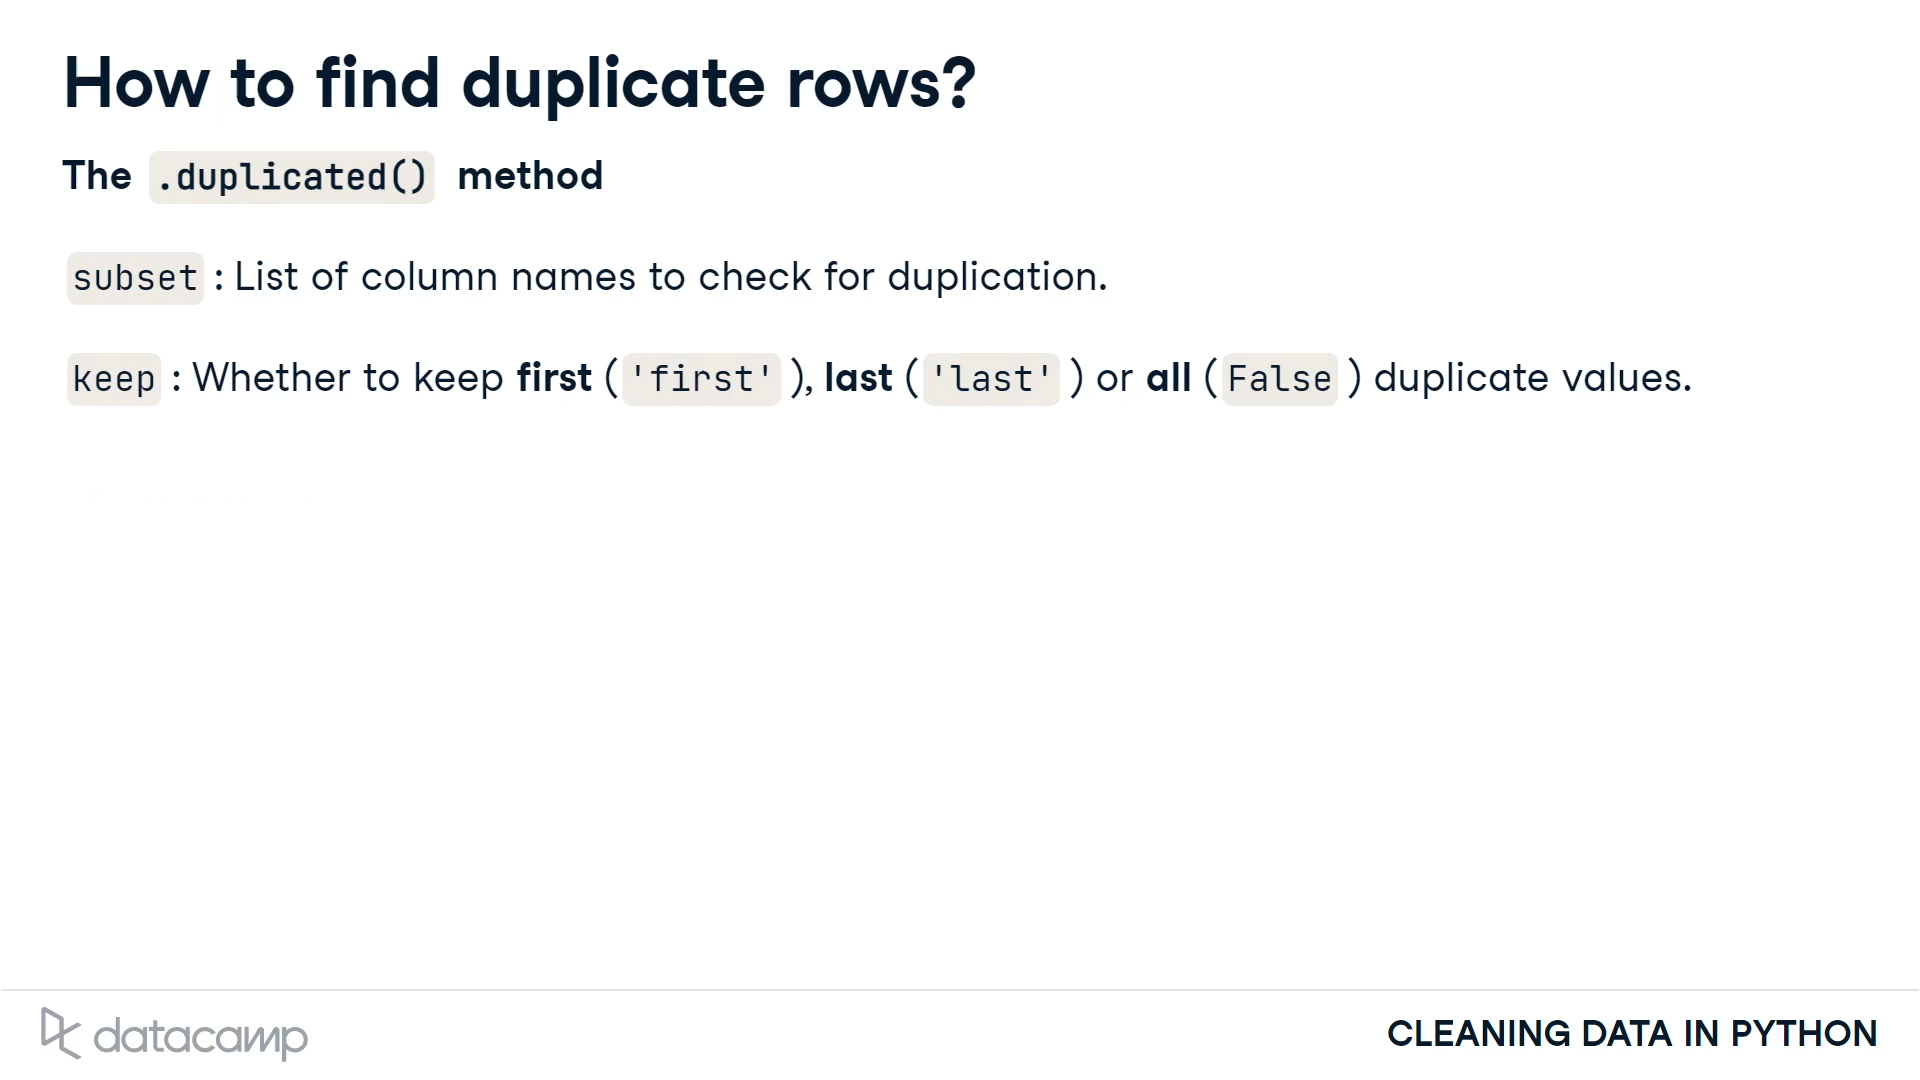 How to find duplicate rows?
The .duplicated() method
subset : List of column names to check for duplication.
keep : Whether to keep first ( 'first' ), last ( 'last' ) or all ( False ) duplicate values.
datacamp
CLEANING DATA IN PYTHON